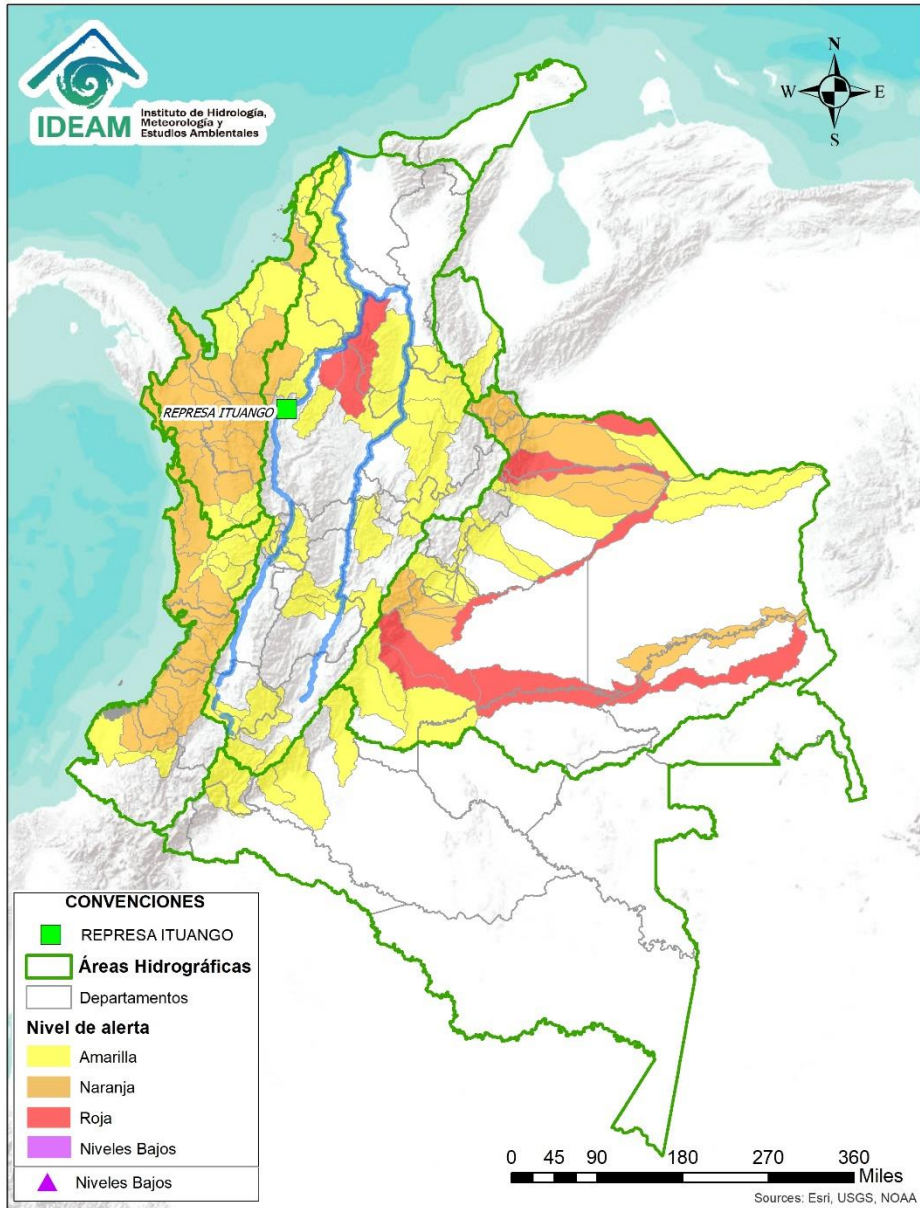 IDEAM
Instituto de Hidrología,
Meteorología y
Estudios Ambientales
N
W
E
S
REPRESA ITUANGO
CONVENCIONES
REPRESA ITUANGO
Áreas Hidrográficas
Departamentos
Nivel de alerta
Amarilla
Naranja
Roja
Niveles Bajos
Niveles Bajos
0 45 90 180 270 360
Miles
Sources: Esri, USGS, NOAA